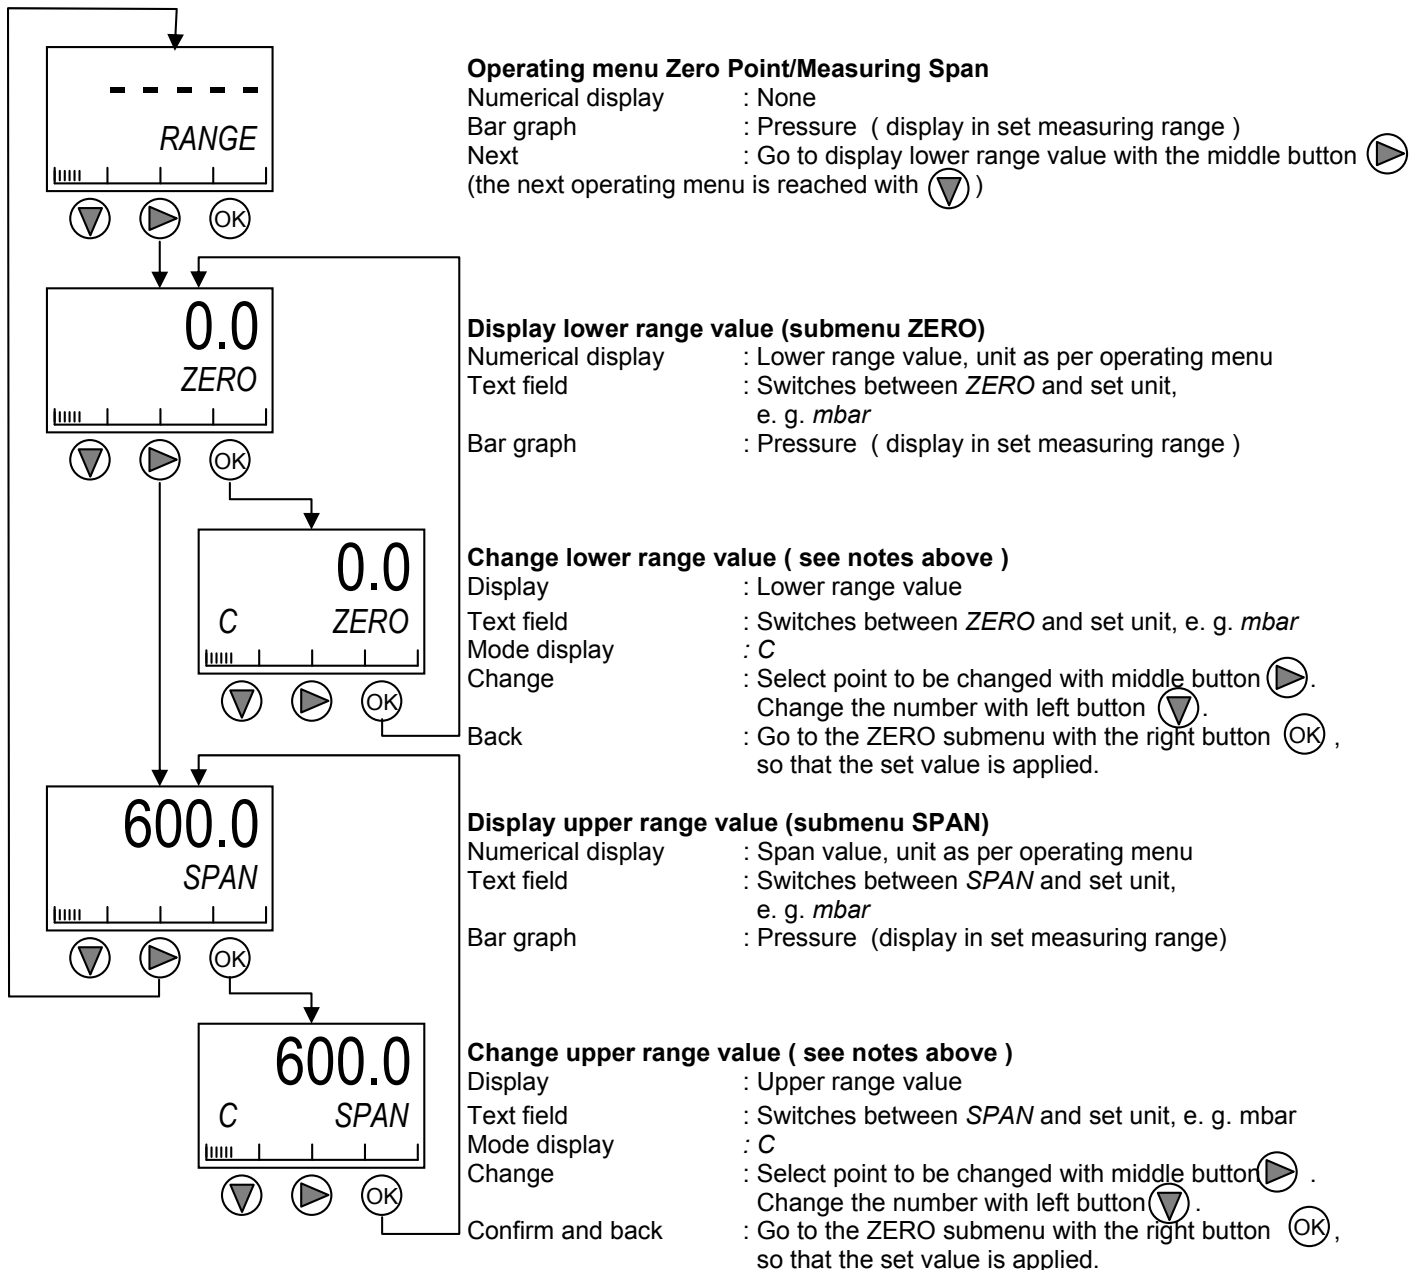 - - - - -
RANGE
OK
Operating menu Zero Point/Measuring Span
Numerical display : None
Bar graph : Pressure ( display in set measuring range )
Next : Go to display lower range value with the middle button
(the next operating menu is reached with )
0.0
ZERO
OK
Display lower range value (submenu ZERO)
Numerical display : Lower range value, unit as per operating menu
Text field : Switches between ZERO and set unit,
e. g. mbar
Bar graph : Pressure ( display in set measuring range )
0.0
C ZERO
OK
Change lower range value ( see notes above )
Display : Lower range value
Text field : Switches between ZERO and set unit, e. g. mbar
Mode display : C
Change : Select point to be changed with middle button .
Change the number with left button .
Back : Go to the ZERO submenu with the right button OK ,
so that the set value is applied.
600.0
SPAN
OK
Display upper range value (submenu SPAN)
Numerical display : Span value, unit as per operating menu
Text field : Switches between SPAN and set unit,
e. g. mbar
Bar graph : Pressure (display in set measuring range)
600.0
C SPAN
OK
Change upper range value ( see notes above )
Display : Upper range value
Text field : Switches between SPAN and set unit, e. g. mbar
Mode display : C
Change : Select point to be changed with middle button .
Change the number with left button .
Confirm and back : Go to the ZERO submenu with the right button OK ,
so that the set value is applied.